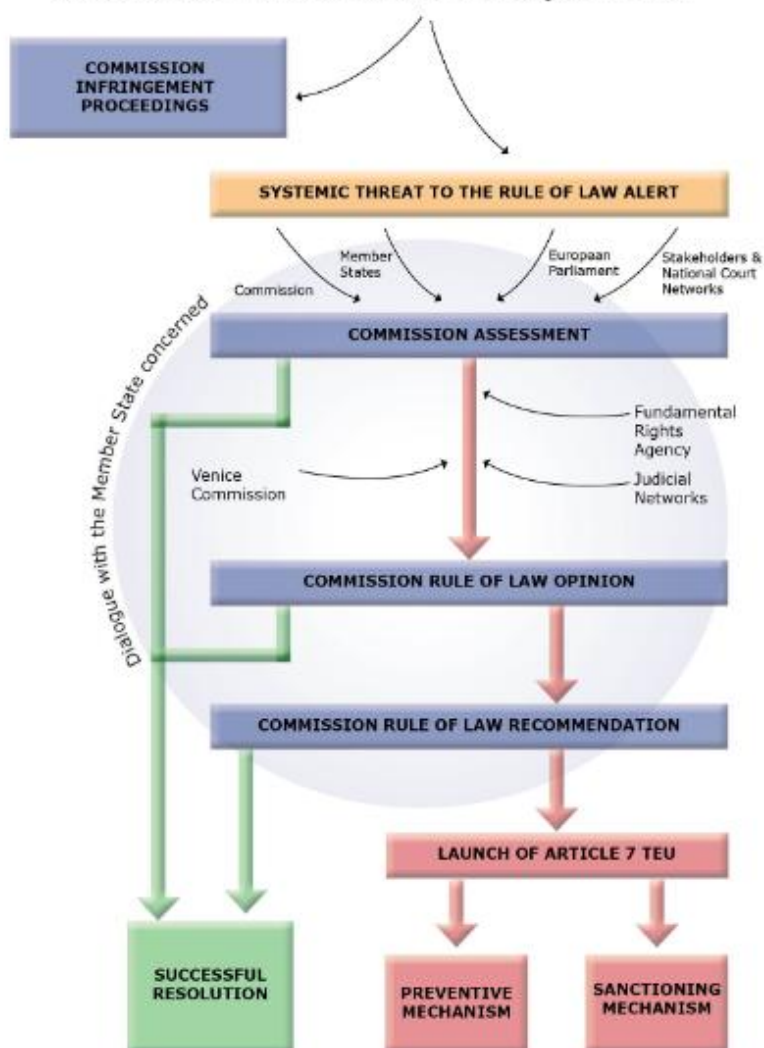 COMMISSION
INFRINGEMENT
PROCEEDINGS
SYSTEMIC THREAT TO THE RULE OF LAW ALERT
Commission
Member
States
European
Parliament
Stakeholders &
National Court
Networks
COMMISSION ASSESSMENT
Dialogue with the Member State concerned
Fundamental
Rights
Agency
Venice
Commission
Judicial
Networks
COMMISSION RULE OF LAW OPINION
COMMISSION RULE OF LAW RECOMMENDATION
LAUNCH OF ARTICLE 7 TEU
SUCCESSFUL
RESOLUTION
PREVENTIVE
MECHANISM
SANCTIONING
MECHANISM